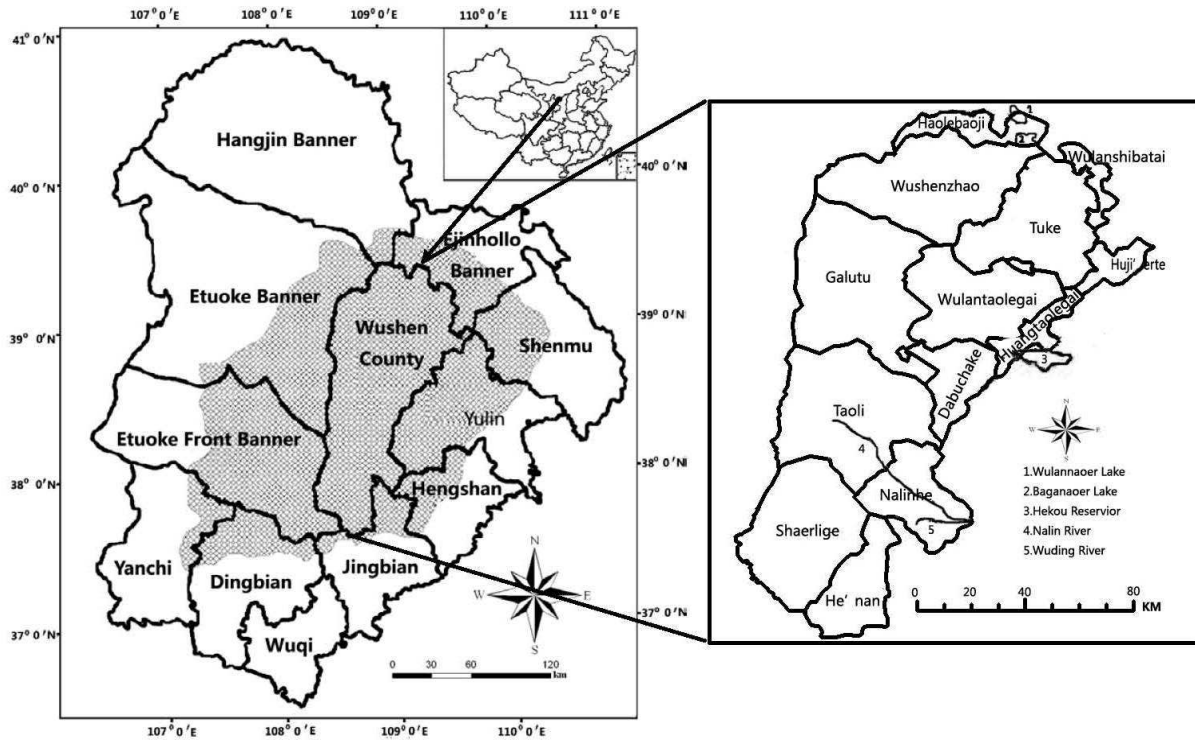 107° 0 ′E
108° 0 ′E
109° 0 ′E
110° 0 ′E
111° 0 ′E
41° 0 ′N
40° 0 ′N
39° 0 ′N
38° 0 ′N
37° 0 ′N
40° 0 ′N
39° 0 ′N
38° 0 ′N
37° 0 ′N
107° 0 ′E
108° 0 ′E
109° 0 ′E
110° 0 ′E
Hangjin Banner
Ejinhollo
Banner
Etuoke Banner
Wushen
County
Shenmu
Yulin
Etuoke Front Banner
Hengshan
Yanchi
Dingbian
Jingbian
Wuqi
N
W
E
S
0 30 60 120
km
Haolebaoji
1
2
Wulanshibatai
Wushenzhao
Tuke
Huji' erte
Galutu
Wulantaolegai
Huangtaolegai
3
Dabuchake
Taoli
4
Nalinhe
5
Shaerlige
He' nan
N
W
E
S
1.Wulannaoer Lake
2.Baganaoer Lake
3.Hekou Reservior
4.Nalin River
5.Wuding River
0 20 40 80
KM